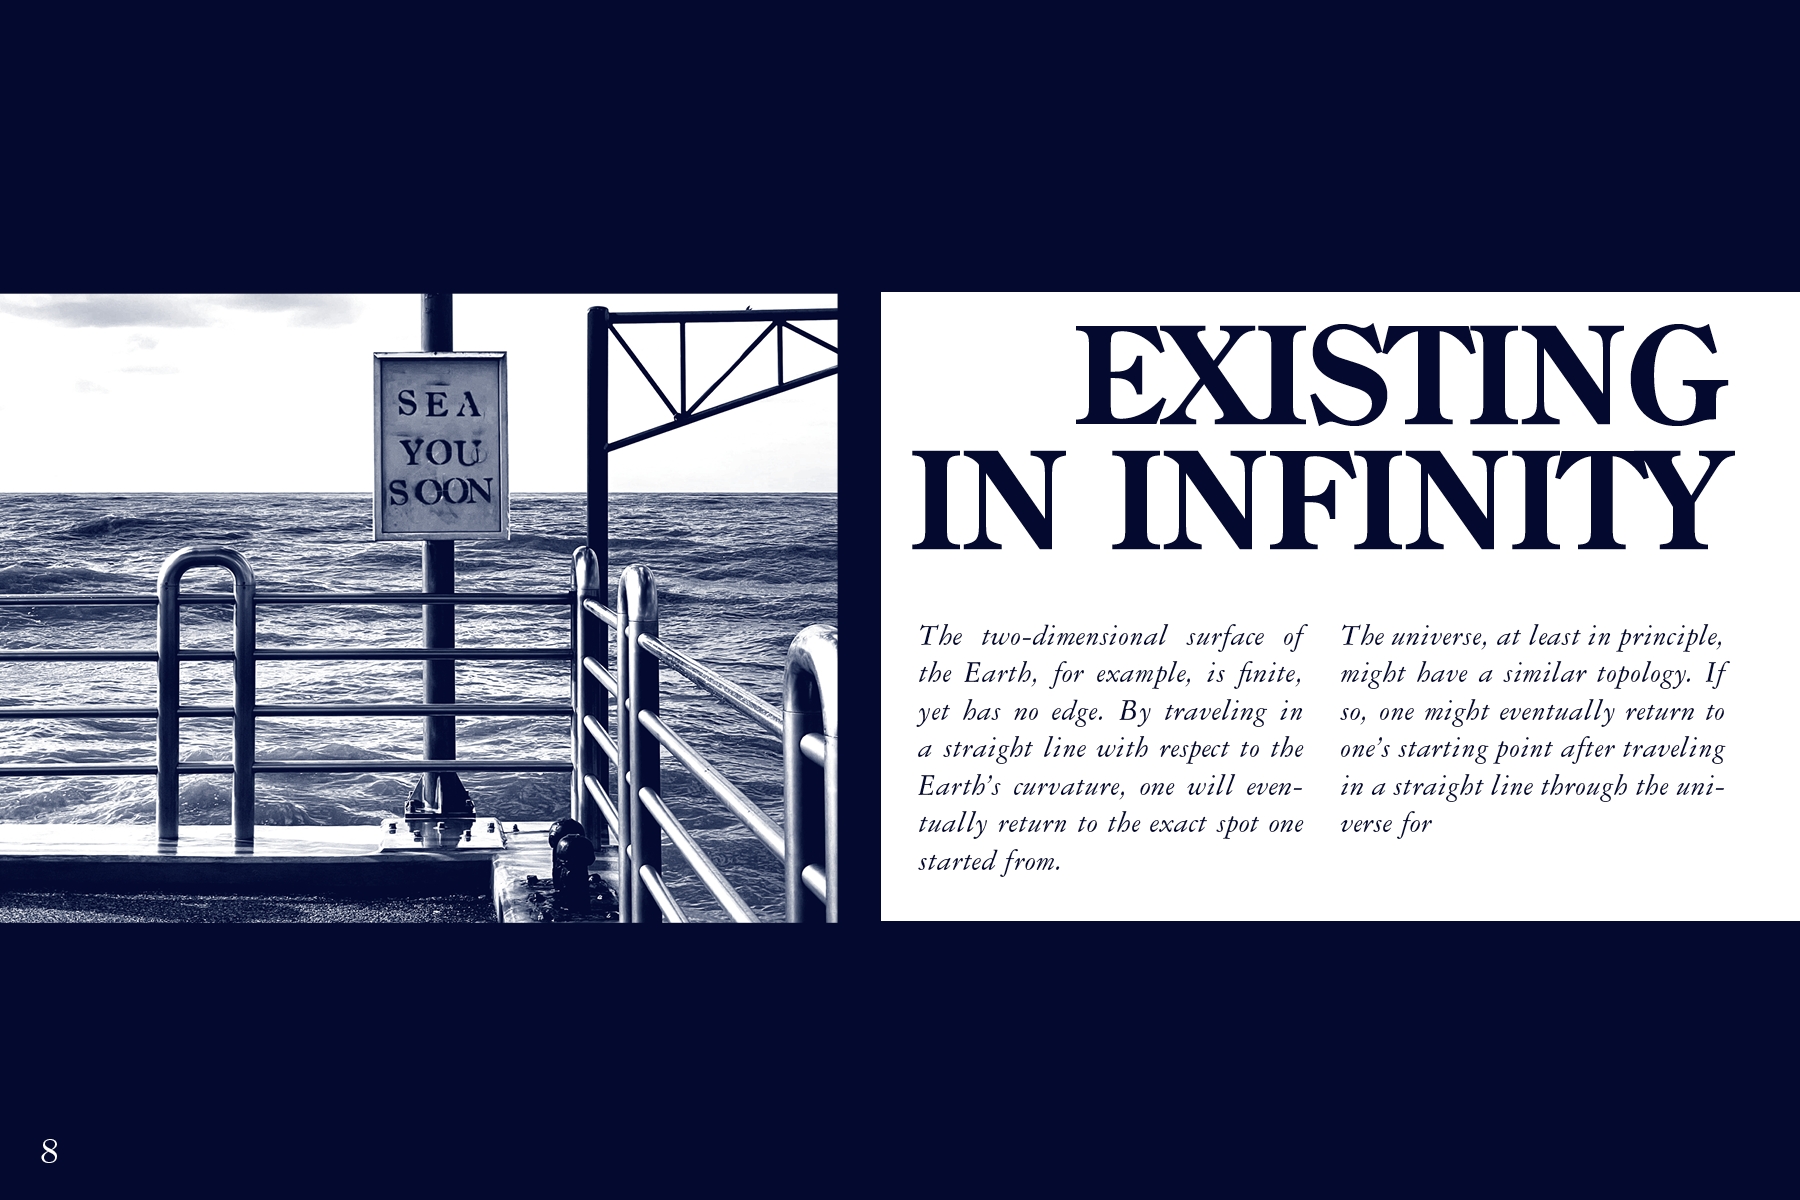 SEA
YOU
SOON
EXISTING
IN INFINITY
The two-dimensional surface of
the Earth, for example, is finite,
yet has no edge. By traveling in
a straight line with respect to the
Earth’s curvature, one will even-
tually return to the exact spot one
started from.
The universe, at least in principle,
might have a similar topology. If
so, one might eventually return to
one’s starting point after traveling
in a straight line through the uni-
verse for
8